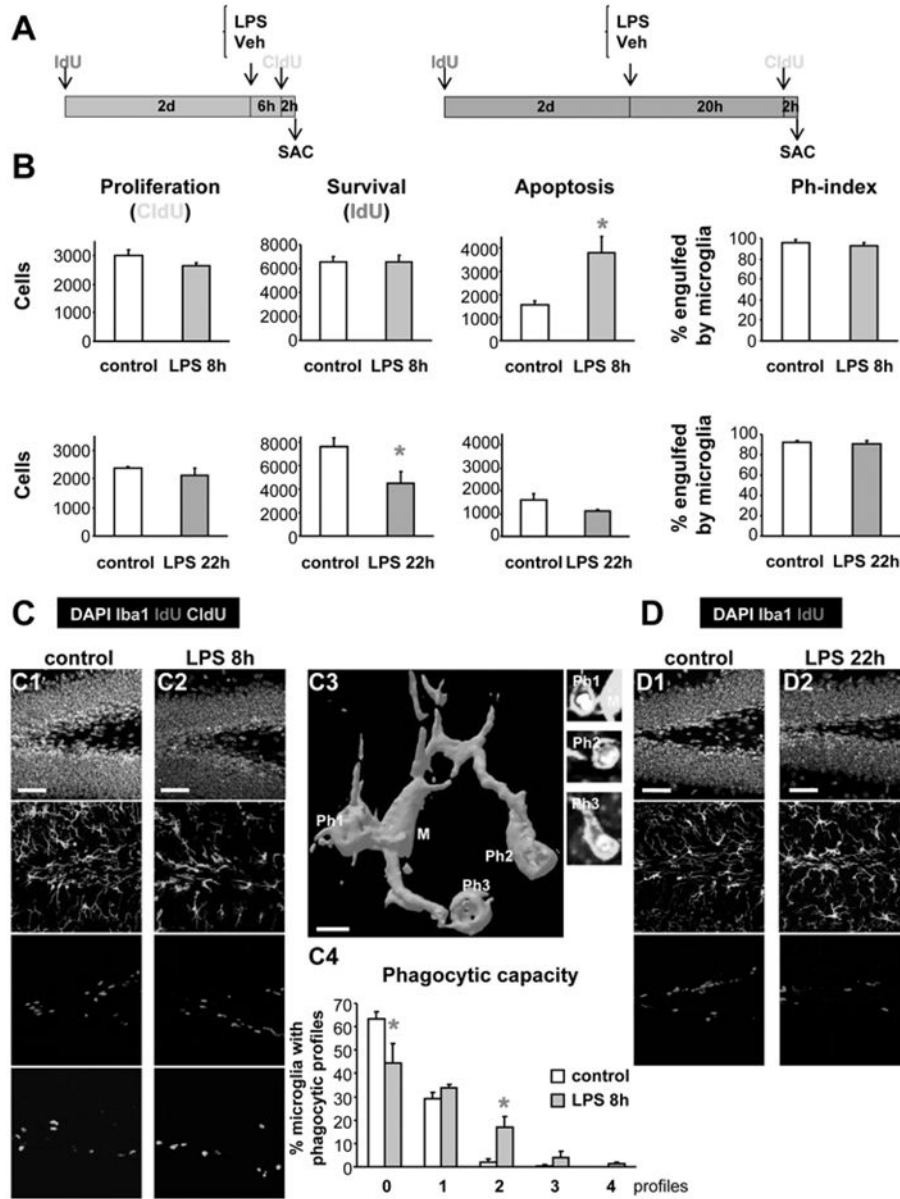 A
LPS
Veh
IdU
CldU
2d
6h
2h
SAC
LPS
Veh
IdU
CldU
2d
20h
2h
SAC
B
Proliferation
(CldU)
Survival
(IdU)
Apoptosis
Ph-index
Cells
3000
2000
1000
0
control LPS 8h
8000
6000
4000
2000
0
control LPS 8h
*
4000
3000
2000
1000
0
control LPS 8h
% engulfed
by microglia
100
80
60
40
20
0
control LPS 8h
Cells
3000
2000
1000
0
control LPS 22h
*
8000
6000
4000
2000
0
control LPS 22h
4000
3000
2000
1000
0
control LPS 22h
% engulfed
by microglia
100
80
60
40
20
0
control LPS 22h
C
DAPI Iba1 IdU CldU
control
LPS 8h
C1
C2
C3
Ph1
M
Ph2
Ph3
Ph1
M
Ph2
Ph3
C4
Phagocytic capacity
% microglia with
phagocytic profiles
70
60
50
40
30
20
10
0
*
*
control
LPS 8h
0 1 2 3 4 profiles
D
DAPI Iba1 IdU
control
LPS 22h
D1
D2